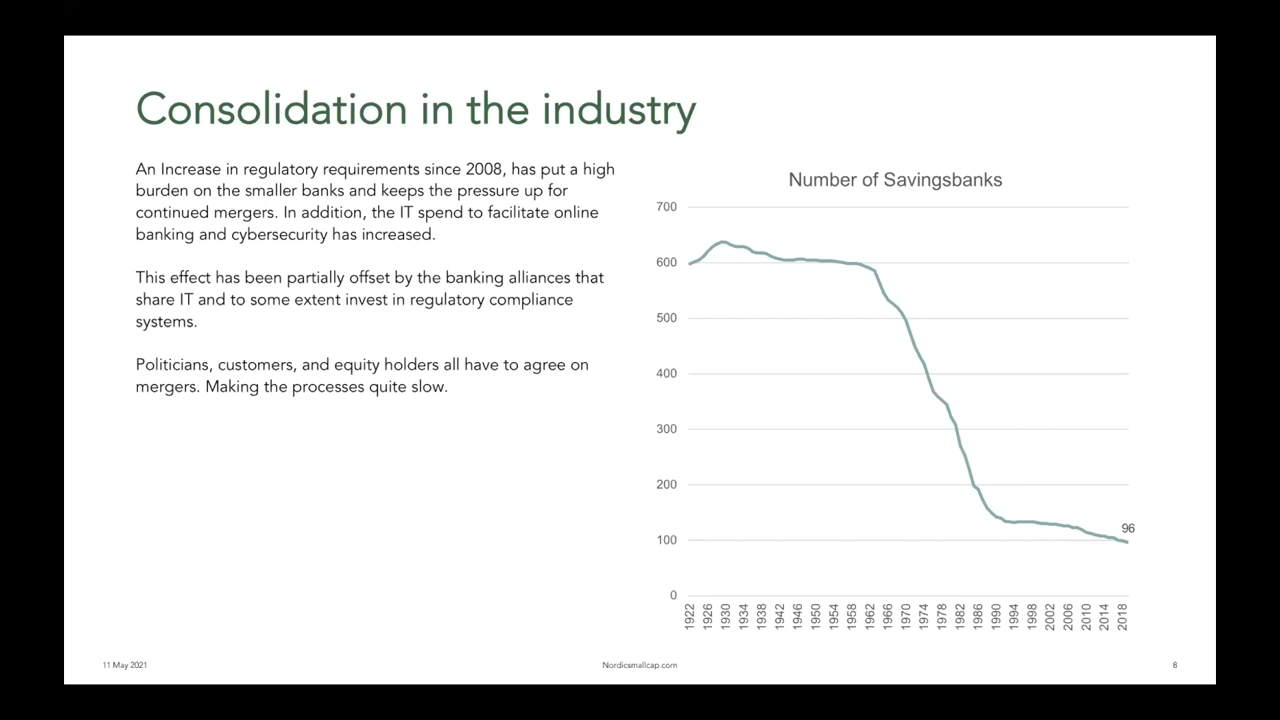 Consolidation in the industry
An Increase in regulatory requirements since 2008, has put a high
burden on the smaller banks and keeps the pressure up for
continued mergers. In addition, the IT spend to facilitate online
banking and cybersecurity has increased.
This effect has been partially offset by the banking alliances that
share IT and to some extent invest in regulatory compliance
systems.
Politicians, customers, and equity holders all have to agree on
mergers. Making the processes quite slow.
Number of Savingsbanks
700
600
500
400
300
200
100
0
96
1922
1926
1930
1934
1938
1942
1946
1950
1954
1958
1962
1966
1970
1974
1978
1982
1986
1990
1994
1998
2002
2006
2010
2014
2018
11 May 2021
Nordicsmallcap.com
8